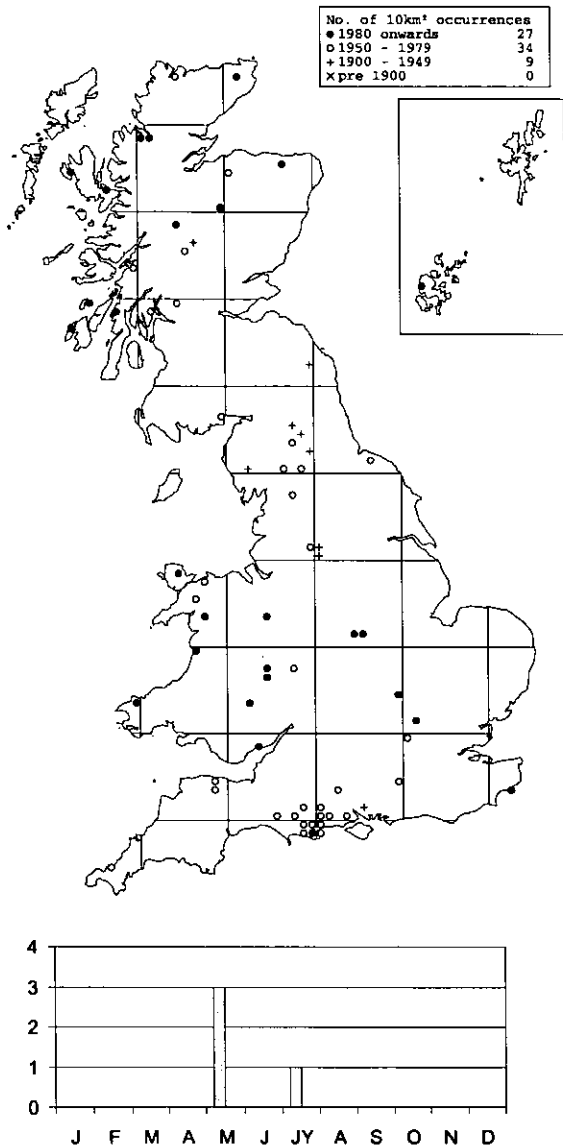 No. of 10km² occurrences
● 1980 onwards 27
○ 1950 - 1979 34
+ 1900 - 1949 9
× pre 1900 0
4
3
2
1
0
J F M A M J JY A S O N D